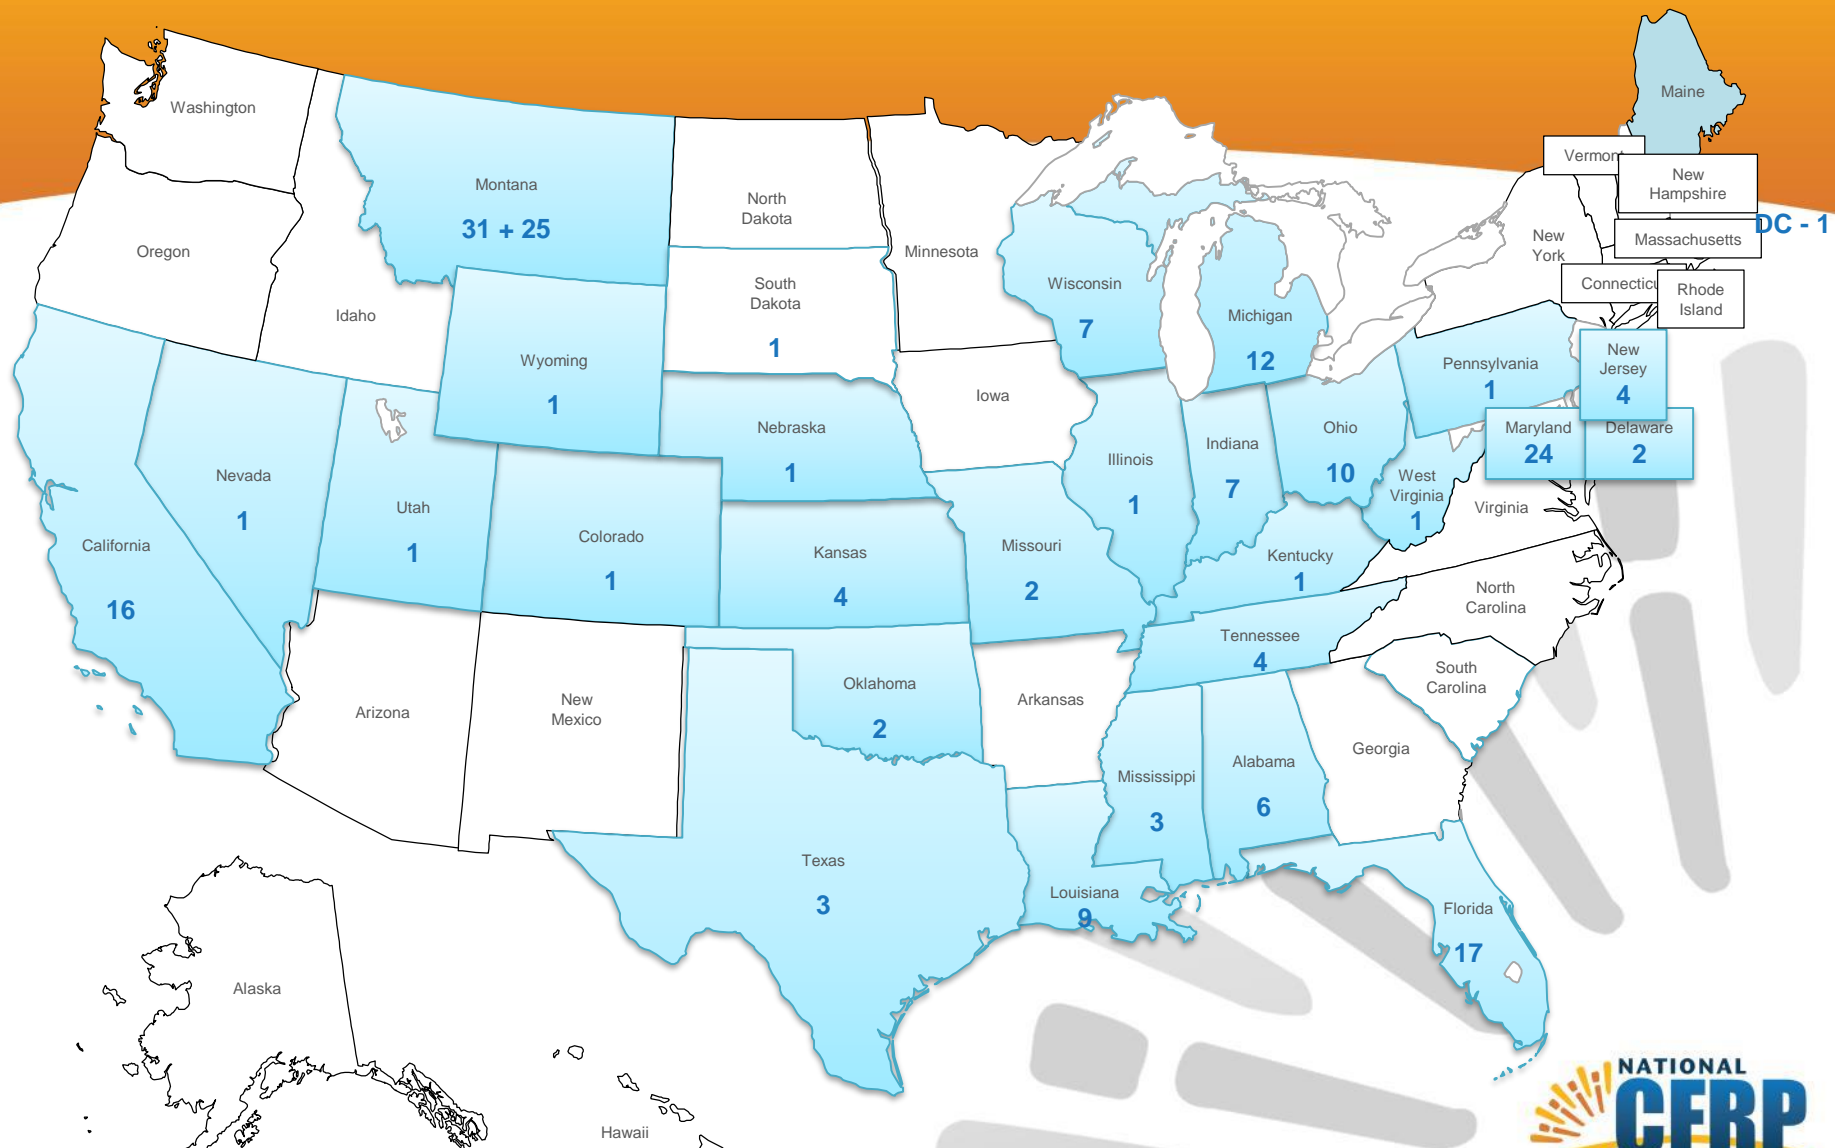 Washington
Oregon
Idaho
Montana
31 + 25
North
Dakota
South
Dakota
1
Minnesota
Wisconsin
7
Michigan
12
Maine
Vermont
New
Hampshire
DC - 1
Massachusetts
New
York
Connecticu
Rhode
Island
Wyoming
1
Nebraska
1
Iowa
Illinois
1
Indiana
7
Ohio
10
Pennsylvania
1
New
Jersey
4
Maryland
24
Delaware
2
West
Virginia
1
Virginia
California
16
Nevada
1
Utah
1
Colorado
1
Kansas
4
Missouri
2
Kentucky
1
North
Carolina
Tennessee
4
South
Carolina
Arizona
New
Mexico
Oklahoma
2
Arkansas
Mississippi
3
Alabama
6
Georgia
Texas
3
Louisiana
9
Florida
17
Alaska
Hawaii
NATIONAL
CFRP